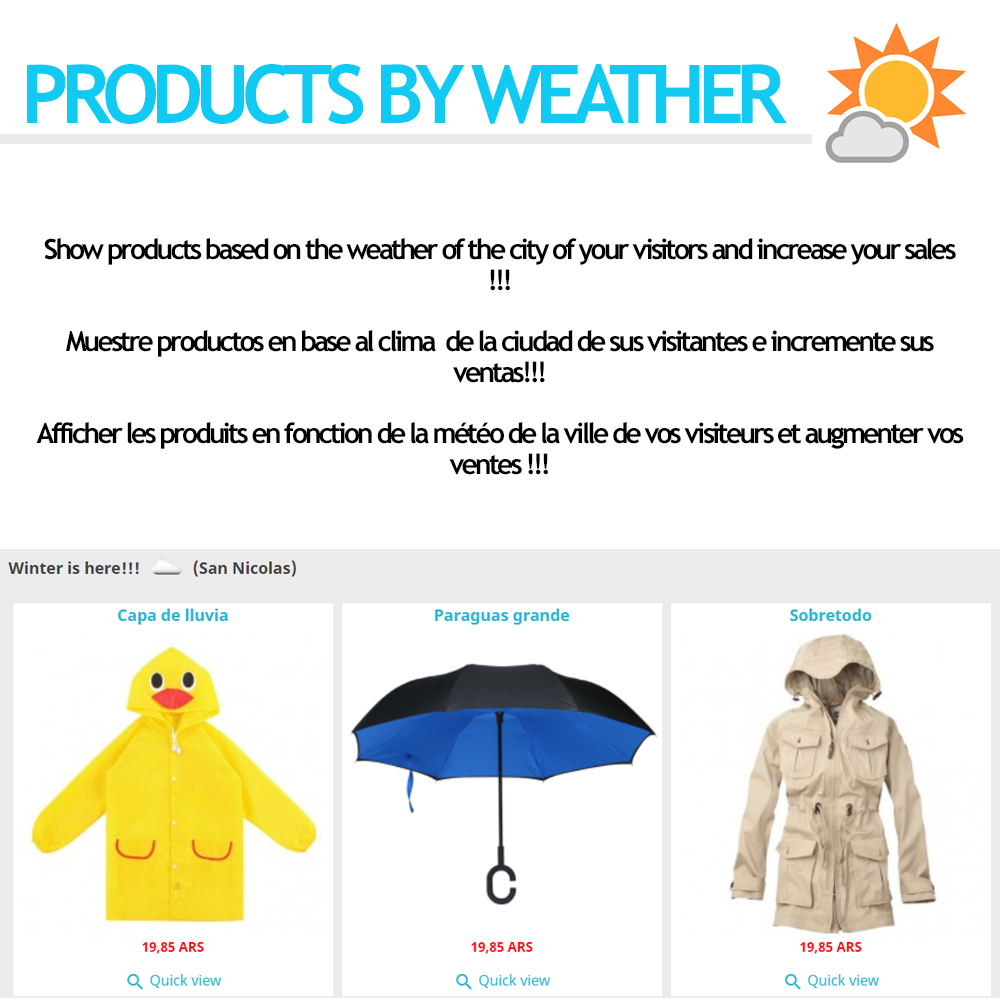 PRODUCTS BY WEATHER
Show products based on the weather of the city of your visitors and increase your sales
!!!
Muestre productos en base al clima  de la ciudad de sus visitantes e incremente sus
ventas!!!
Afficher les produits en fonction de la météo de la ville de vos visiteurs et augmenter vos
ventes !!!
Winter is here!!! (San Nicolas)
Capa de lluvia
Paraguas grande
Sobretodo
19,85 ARS
19,85 ARS
19,85 ARS
Quick view
Quick view
Quick view